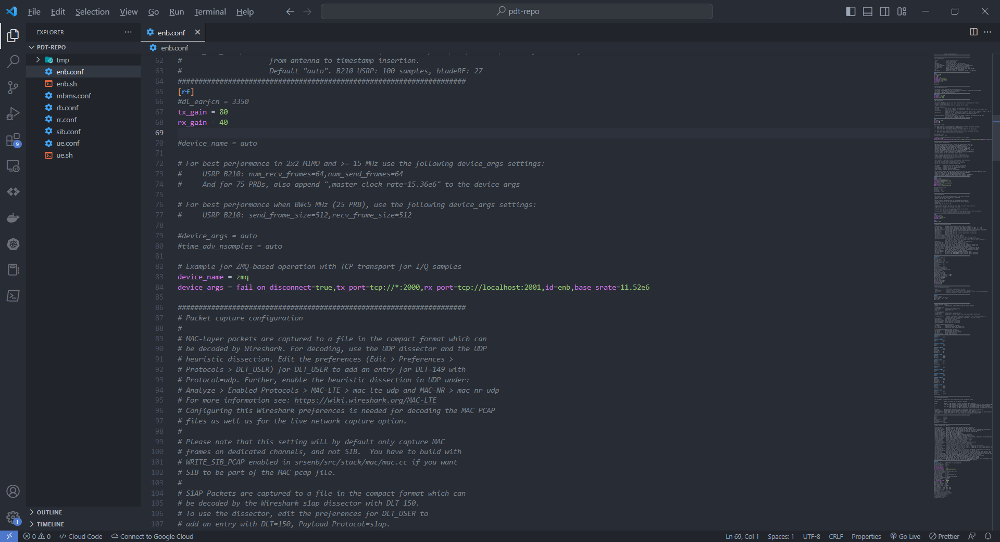 File Edit Selection View Go Run Terminal Help
pdt-repo
EXPLORER
PDT-REPO
tmp
enb.conf
enb.sh
mbms.conf
rb.conf
rr.conf
sib.conf
ue.conf
ue.sh
OUTLINE
TIMELINE
9
1
enb.conf
enb.conf
62 # from antenna to timestamp insertion.
63 # Default "auto". B210 USRP: 100 samples, bladeRF: 27
64 #####################################################################
65 [rf]
66 #dl_earfcn = 3350
67 tx_gain = 80
68 rx_gain = 40
69
70 #device_name = auto
71
72 # For best performance in 2x2 MIMO and >= 15 MHz use the following device_args settings:
73 #     USRP B210: num_recv_frames=64,num_send_frames=64
74 #     And for 75 PRBs, also append ",master_clock_rate=15.36e6" to the device args
75
76 # For best performance when BW<5 MHz (25 PRB), use the following device_args settings:
77 #     USRP B210: send_frame_size=512,recv_frame_size=512
78
79 #device_args = auto
80 #time_adv_nsamples = auto
81
82 # Example for ZMQ-based operation with TCP transport for I/Q samples
83 device_name = zmq
84 device_args = fail_on_disconnect=true,tx_port=tcp://*:2000,rx_port=tcp://localhost:2001,id=enb,base_srate=11.52e6
85
86 #####################################################################
87 # Packet capture configuration
88 #
89 # MAC-layer packets are captured to a file in the compact format which can
90 # be decoded by Wireshark. For decoding, use the UDP dissector and the UDP
91 # heuristic dissection. Edit the preferences (Edit > Preferences >
92 # Protocols > DLT_USER) for DLT_USER to add an entry for DLT=149 with
93 # Protocol=udp. Further, enable the heuristic dissection in UDP under:
94 # Analyze > Enabled Protocols > MAC-LTE > mac_lte_udp and MAC-NR > mac_nr_udp
95 # For more information see: https://wiki.wireshark.org/MAC-LTE
96 # Configuring this Wireshark preferences is needed for decoding the MAC PCAP
97 # files as well as for the live network capture option.
98 #
99 # Please note that this setting will by default only capture MAC
100 # frames on dedicated channels, and not SIB.  You have to build with
101 # WRITE_SIB_PCAP enabled in srsenb/src/stack/mac/mac.cc if you want
102 # SIB to be part of the MAC pcap file.
103 #
104 # S1AP Packets are captured to a file in the compact format which can
105 # be decoded by the Wireshark s1ap dissector with DLT 150.
106 # To use the dissector, edit the preferences for DLT_USER to
107 # add an entry with DLT=150, Payload Protocol=s1ap.
0 0 Cloud Code Connect to Google Cloud Ln 69, Col 1 Spaces: 1 UTF-8 CRLF Properties Go Live Prettier